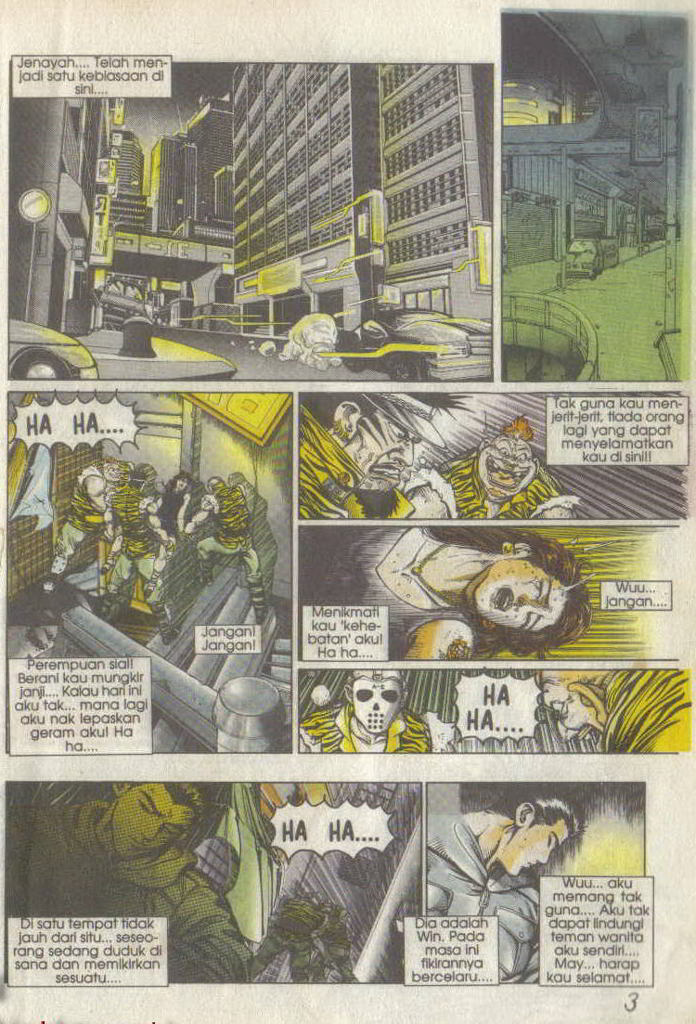 Jenayah.... Telah men-
jadi satu kebiasaan di
sini....
HA HA....
Jangan!
Jangan!
Perempuan sial!
Berani kau mungkir
janji.... Kalau hari ini
aku tak... mana lagi
aku nak lepaskan
geram aku! Ha
ha....
Tak guna kau men-
jerit-jerit, tiada orang
lagi yang dapat
menyelamatkan
kau di sini!!
Wuu...
jangan....
Menikmati
kau 'kehe-
batan' aku!
Ha ha....
HA
HA....
HA HA....
Di satu tempat tidak
jauh dari situ... seseo-
rang sedang duduk di
sana dan memikirkan
sesuatu....
Dia adalah
Win. Pada
masa ini
fikirannya
bercelaru....
Wuu... aku
memang tak
guna.... Aku tak
dapat lindungi
teman wanita
aku sendiri....
May... harap
kau selamat....
3